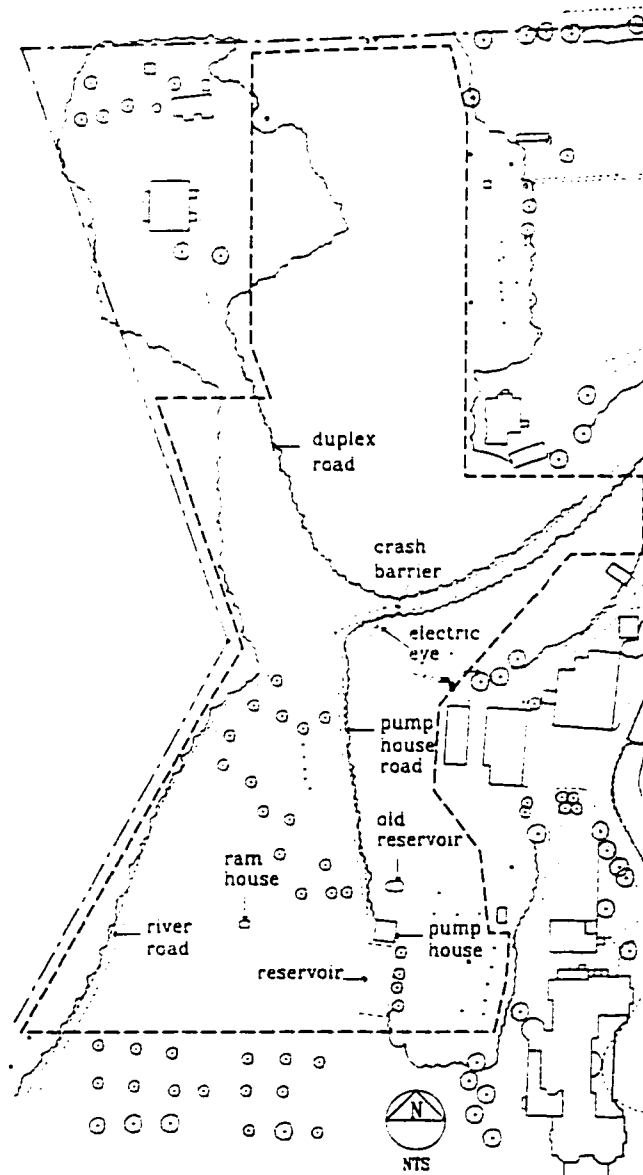 duplex
road
crash
barrier
electric
eye
pump
house
road
old
reservoir
ram
house
river
road
pump
house
reservoir
N
NTS